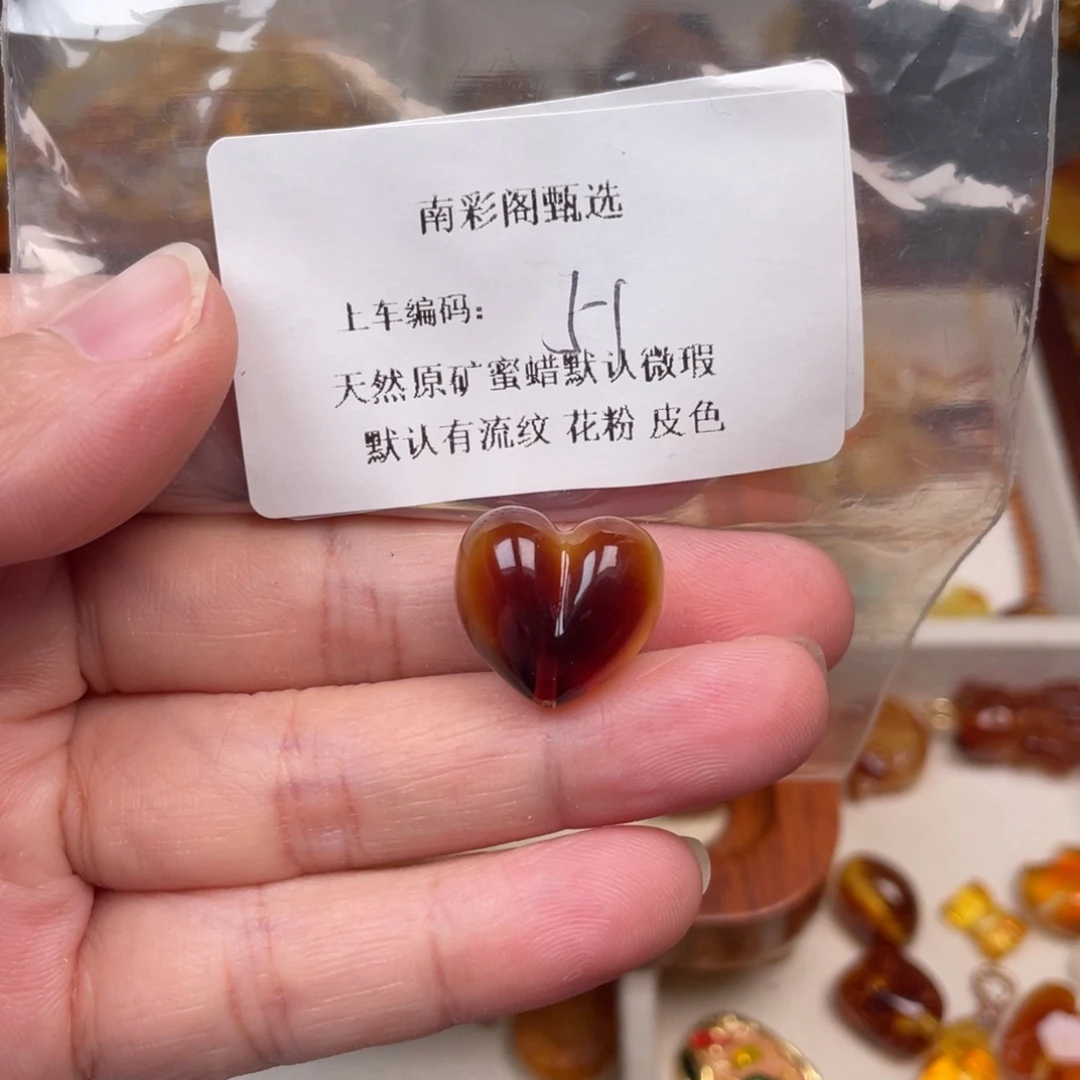 南彩阁甄选
上车编码：
天然原矿蜜蜡默认微瑕
默认有流纹 花粉 皮色